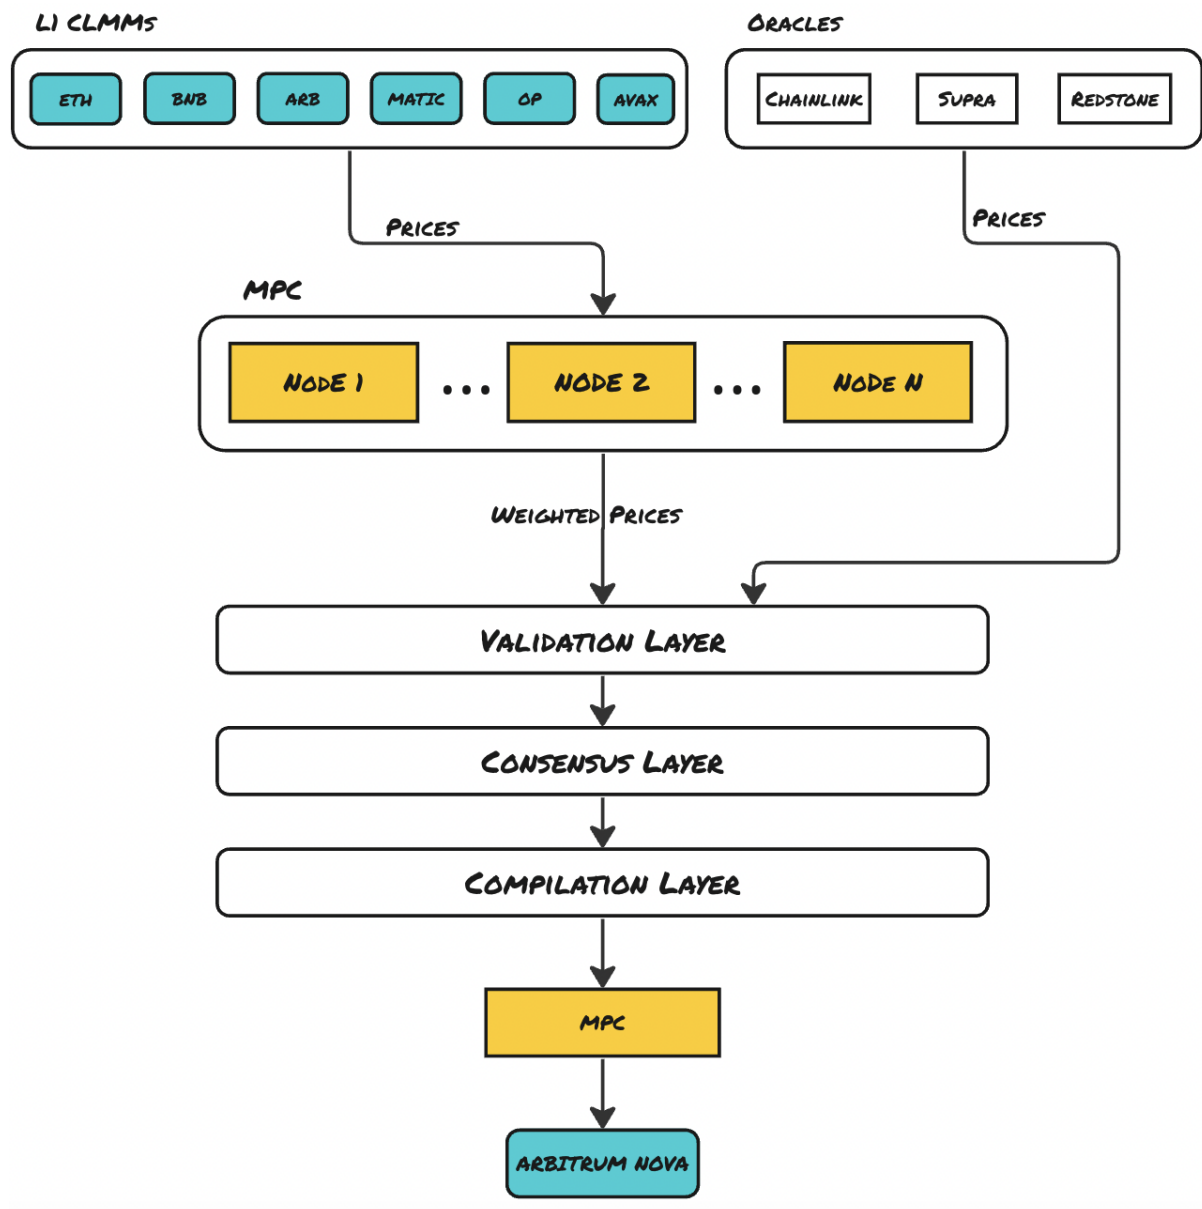 L1 CLMMs
Oracles
ETH
BNB
ARB
MATIC
OP
AVAX
Chainlink
Supra
Redstone
Prices
Prices
MPC
NODE 1
...
NODE 2
...
NODE N
Weighted Prices
Validation Layer
Consensus Layer
Compilation Layer
MPC
ARBITRUM NOVA